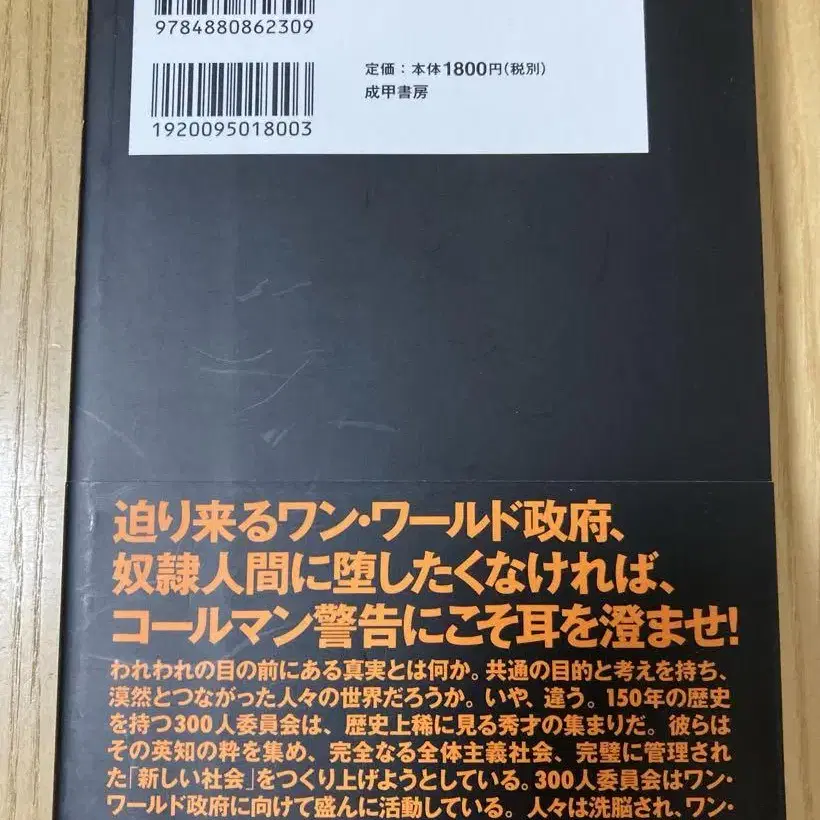 9784880862309
定価：本体1800円(税別)
成甲書房
1920095018003
迫り来るワン・ワールド政府、
奴隷人間に堕したくなければ、
コールマン警告にこそ耳を澄ませ!
われわれの目の前にある真実とは何か。共通の目的と考えを持ち、
漠然とつながった人々の世界だろうか。いや、違う。150年の歴史
を持つ300人委員会は、歴史上稀に見る秀才の集まりだ。彼らは
その英知の粋を集め、完全なる全体主義社会、完璧に管理され
た「新しい社会」をつくり上げようとしている。300人委員会はワン・
ワールド政府に向けて盛んに活動している。人々は洗脳され、ワン・